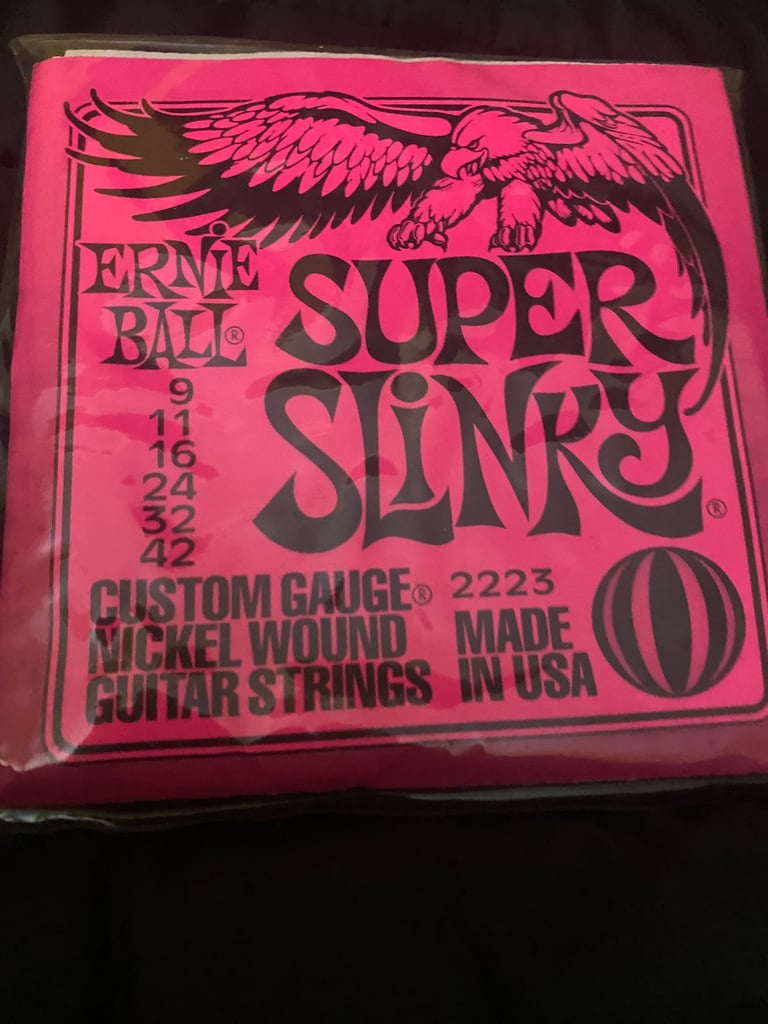 ERNIE
BALL®
SUPER
SLINKY®
9
11
16
24
32
42
CUSTOM GAUGE® 2223
NICKEL WOUND
GUITAR STRINGS
MADE
IN USA